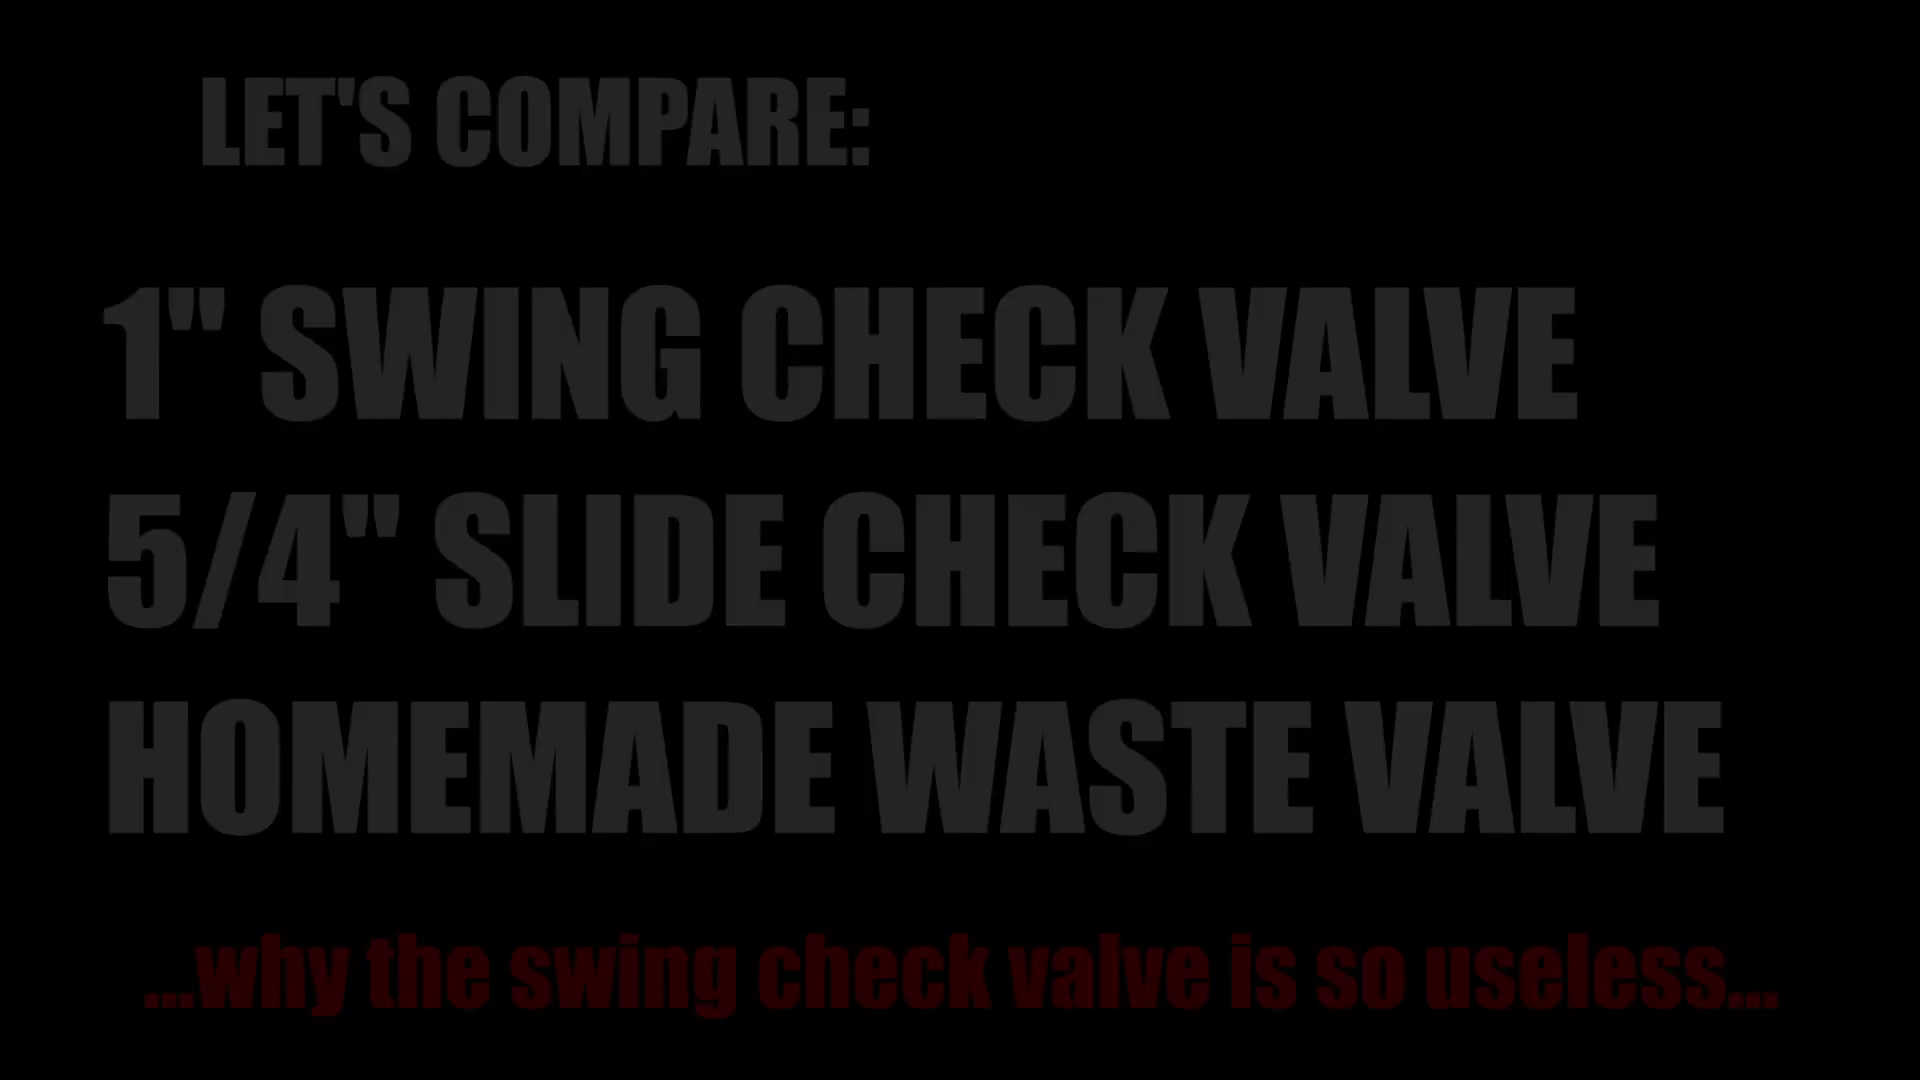 LET'S COMPARE:
1" SWING CHECK VALVE
5/4" SLIDE CHECK VALVE
HOMEMADE WASTE VALVE
...why the swing check valve is so useless...